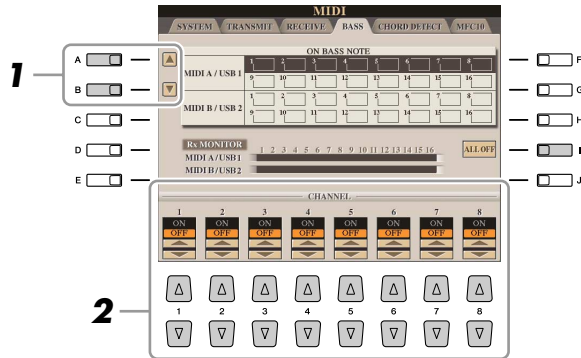 MIDI
SYSTEM TRANSMIT RECEIVE BASS CHORD DETECT MFC10
1
A
B
C
D
E
F
G
H
I
J
ON BASS NOTE
MIDI A / USB 1
1 2 3 4 5 6 7 8
9 10 11 12 13 14 15 16
MIDI B / USB 2
1 2 3 4 5 6 7 8
9 10 11 12 13 14 15 16
Rx MONITOR 1 2 3 4 5 6 7 8 9 10 11 12 13 14 15 16
MIDI A / USB 1
MIDI B / USB 2
ALL OFF
CHANNEL
1 2 3 4 5 6 7 8
ON ON ON ON ON ON ON ON
OFF OFF OFF OFF OFF OFF OFF OFF
2
1 2 3 4 5 6 7 8